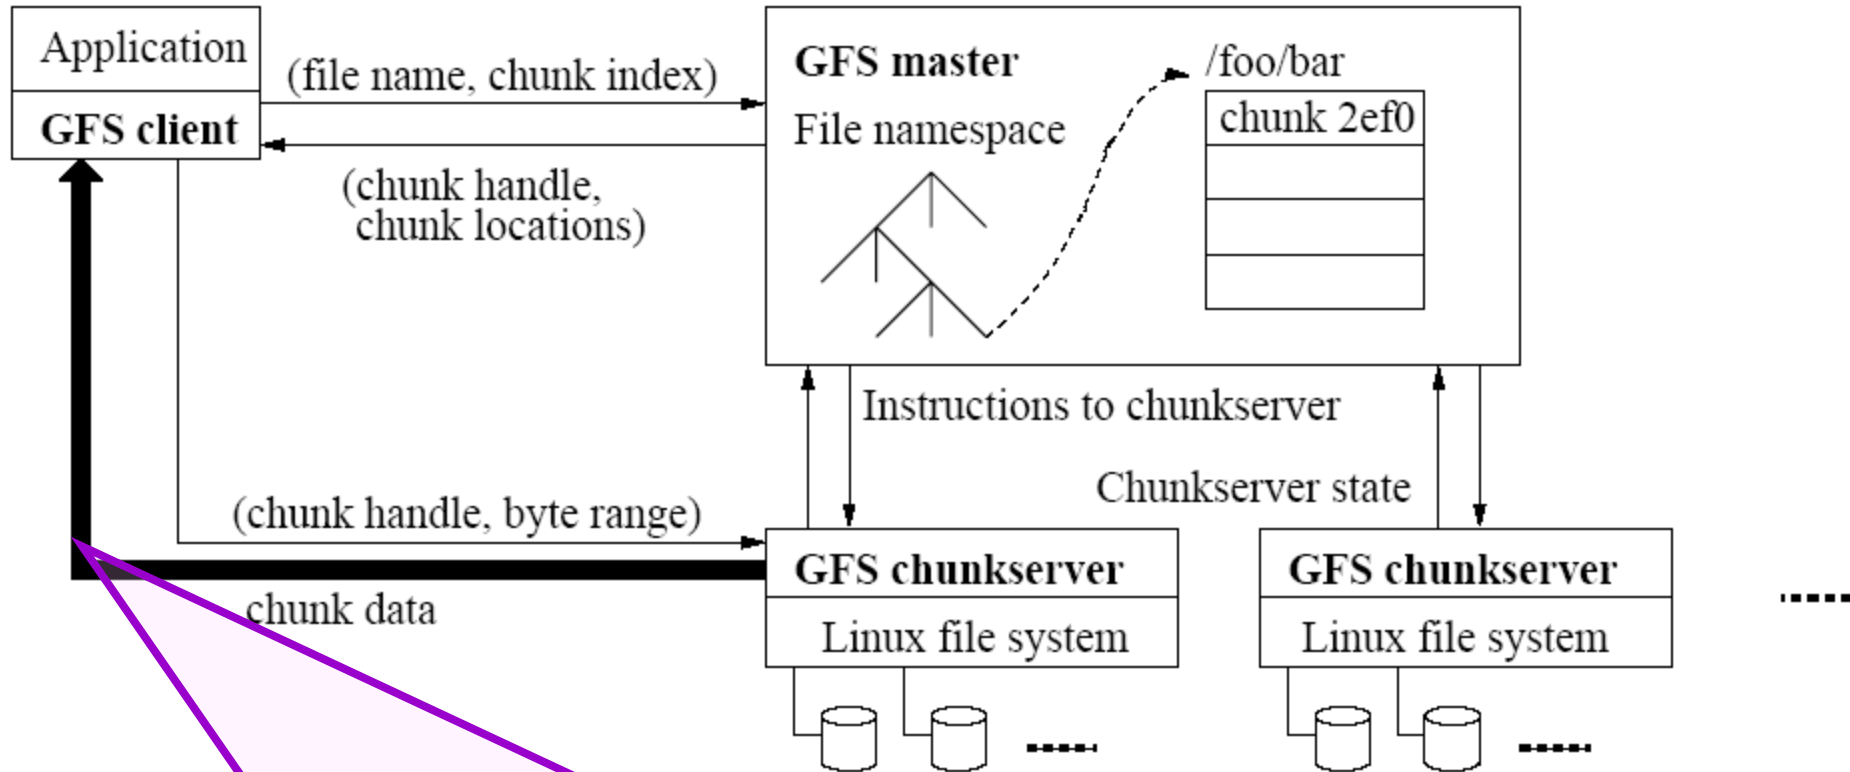 Application
GFS client
(file name, chunk index)
(chunk handle,
chunk locations)
GFS master
File namespace
/foo/bar
chunk 2ef0
Instructions to chunkserver
Chunkserver state
(chunk handle, byte range)
chunk data
GFS chunkserver
Linux file system
GFS chunkserver
Linux file system